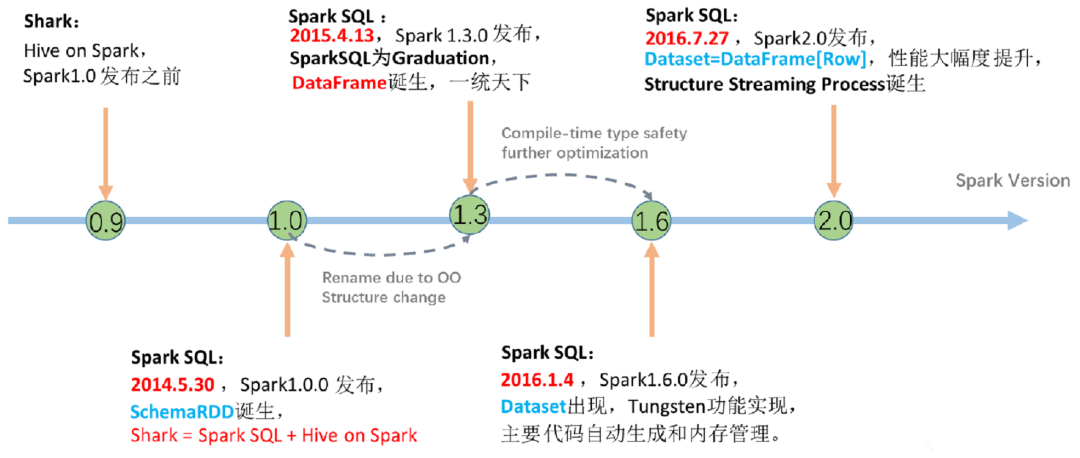 Shark：
Hive on Spark，
Spark1.0 发布之前
Spark SQL：
2015.4.13，Spark 1.3.0 发布，
SparkSQL为Graduation，
DataFrame诞生，一统天下
Spark SQL：
2016.7.27 ，Spark2.0发布，
Dataset=DataFrame[Row]，性能大幅度提升，
Structure Streaming Process诞生
Compile-time type safety
further optimization
Spark Version
0.9
1.0
1.3
1.6
2.0
Rename due to OO
Structure change
Spark SQL：
2014.5.30 ，Spark1.0.0 发布，
SchemaRDD诞生，
Shark = Spark SQL + Hive on Spark
Spark SQL：
2016.1.4 ，Spark1.6.0发布，
Dataset出现，Tungsten功能实现，
主要代码自动生成和内存管理。